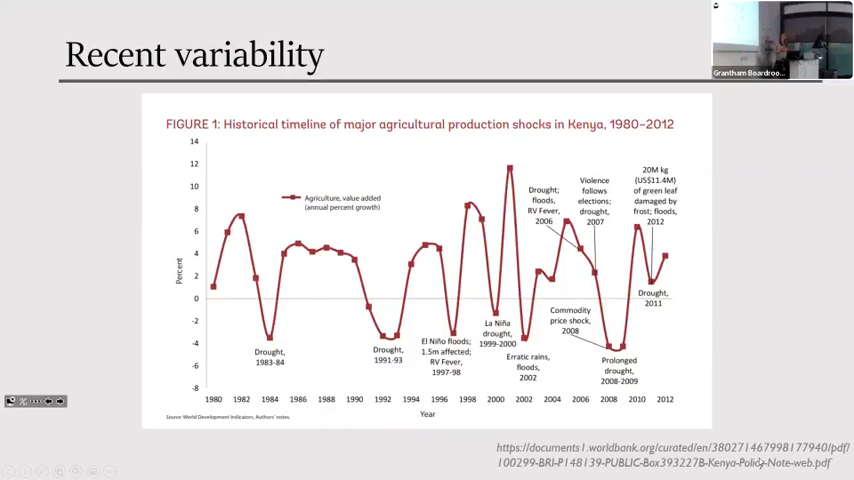 Recent variability
Grantham Boardroo...
FIGURE 1: Historical timeline of major agricultural production shocks in Kenya, 1980–2012
14
12
10
8
6
4
2
0
-2
-4
-6
-8
Percent
Agriculture, value added
(annual percent growth)
Drought,
1983-84
Drought,
1991-93
El Niño floods;
1.5m affected;
RV Fever,
1997-98
La Niña
drought,
1999-2000
Erratic rains,
floods,
2002
Drought;
floods,
RV Fever,
2006
Violence
follows
elections;
drought,
2007
Commodity
price shock,
2008
Prolonged
drought,
2008-2009
20M kg
(US$11.4M)
of green leaf
damaged by
frost; floods,
2012
Drought,
2011
1980 1982 1984 1986 1988 1990 1992 1994 1996 1998 2000 2002 2004 2006 2008 2010 2012
Year
Source: World Development Indicators, Authors' notes.
https://documents1.worldbank.org/curated/en/380271467998177940/pdf/
100299-BRI-P148139-PUBLIC-Box393227B-Kenya-Policy-Note-web.pdf